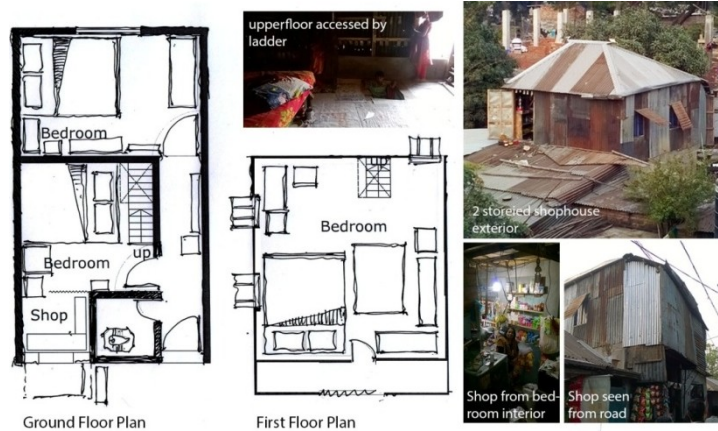 upperfloor accessed by
ladder
Bedroom
Bedroom
up
Shop
Bedroom
2 storeied shophouse
exterior
Shop from bed-
room interior
Shop seen
from road
Ground Floor Plan
First Floor Plan